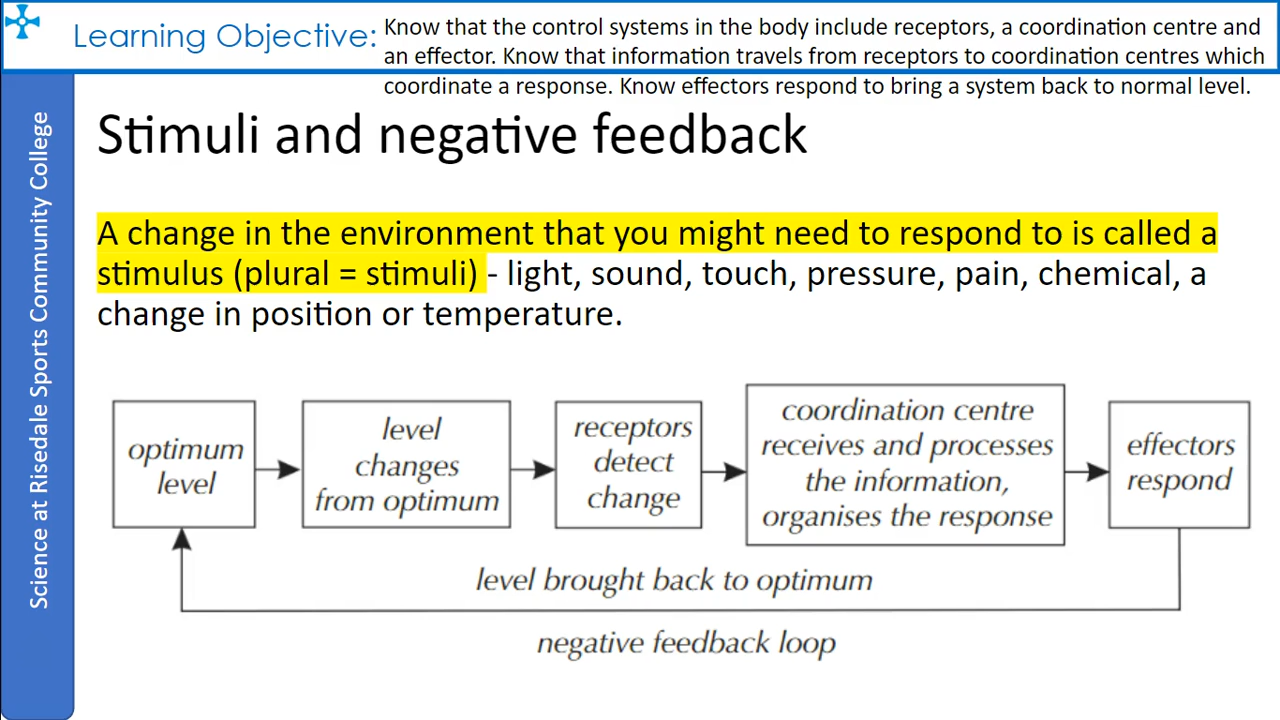 Learning Objective:
Know that the control systems in the body include receptors, a coordination centre and
an effector. Know that information travels from receptors to coordination centres which
coordinate a response. Know effectors respond to bring a system back to normal level.
Science at Risedale Sports Community College
Stimuli and negative feedback
A change in the environment that you might need to respond to is called a
stimulus (plural = stimuli) - light, sound, touch, pressure, pain, chemical, a
change in position or temperature.
optimum
level
level
changes
from optimum
receptors
detect
change
coordination centre
receives and processes
the information,
organises the response
effectors
respond
level brought back to optimum
negative feedback loop